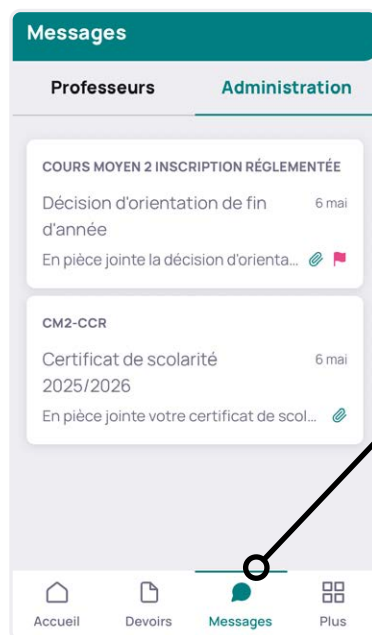 Messages
Professeurs Administration
COURS MOYEN 2 INSCRIPTION RÉGLEMENTÉE
Décision d'orientation de fin 6 mai
d'année
En pièce jointe la décision d'orienta...
CM2-CCR
Certificat de scolarité 6 mai
2025/2026
En pièce jointe votre certificat de scol...
Accueil Devoirs Messages Plus